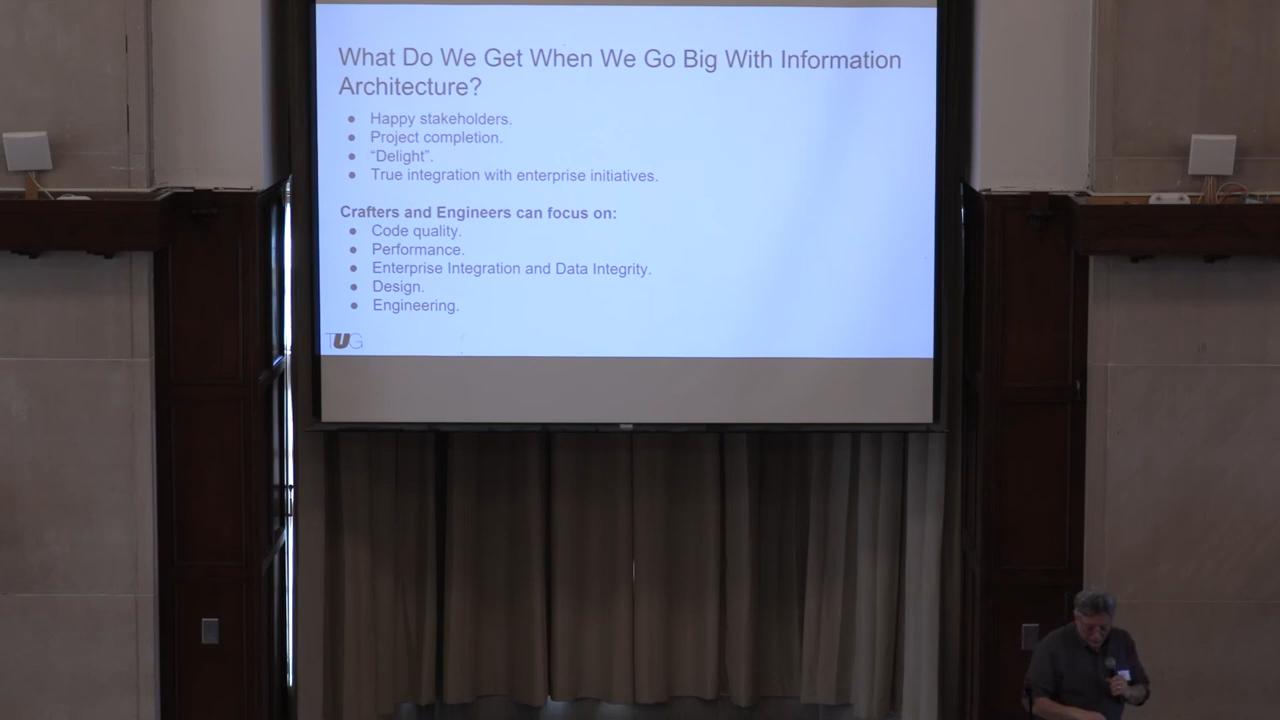 What Do We Get When We Go Big With Information
Architecture?
● Happy stakeholders.
● Project completion.
● “Delight”.
● True integration with enterprise initiatives.
Crafters and Engineers can focus on:
● Code quality.
● Performance.
● Enterprise Integration and Data Integrity.
● Design.
● Engineering.
TUG